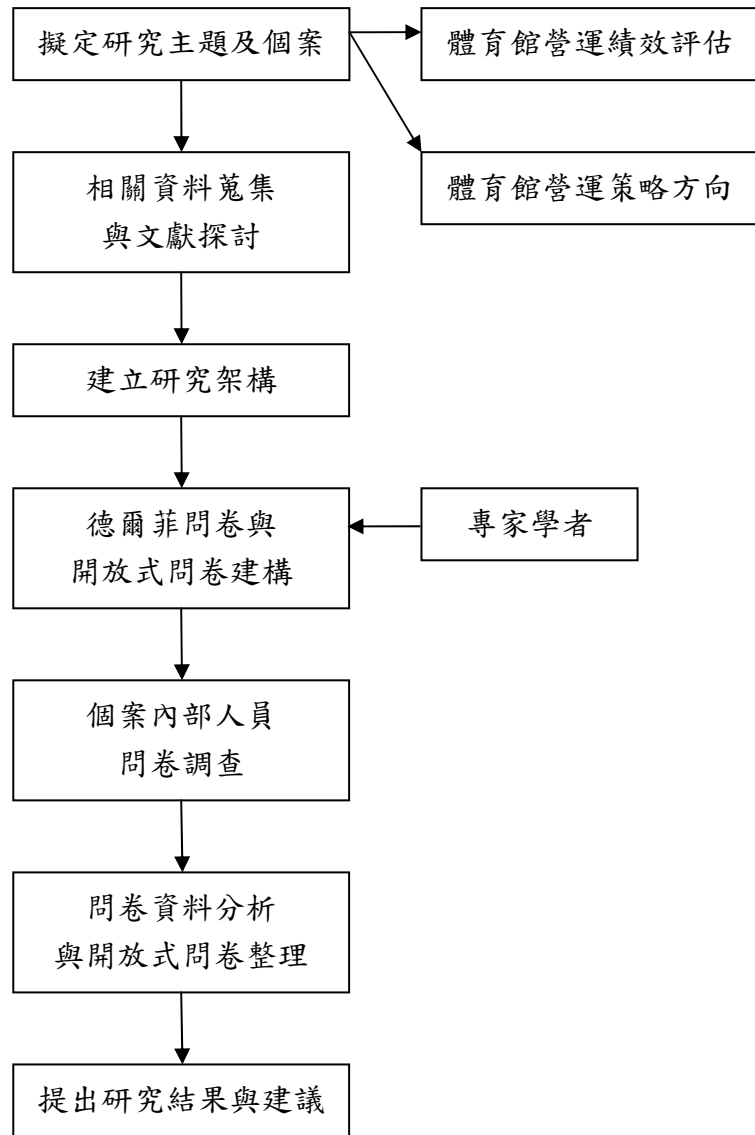 擬定研究主題及個案
體育館營運績效評估
相關資料蒐集
與文獻探討
體育館營運策略方向
建立研究架構
德爾菲問卷與
開放式問卷建構
專家學者
個案內部人員
問卷調查
問卷資料分析
與開放式問卷整理
提出研究結果與建議